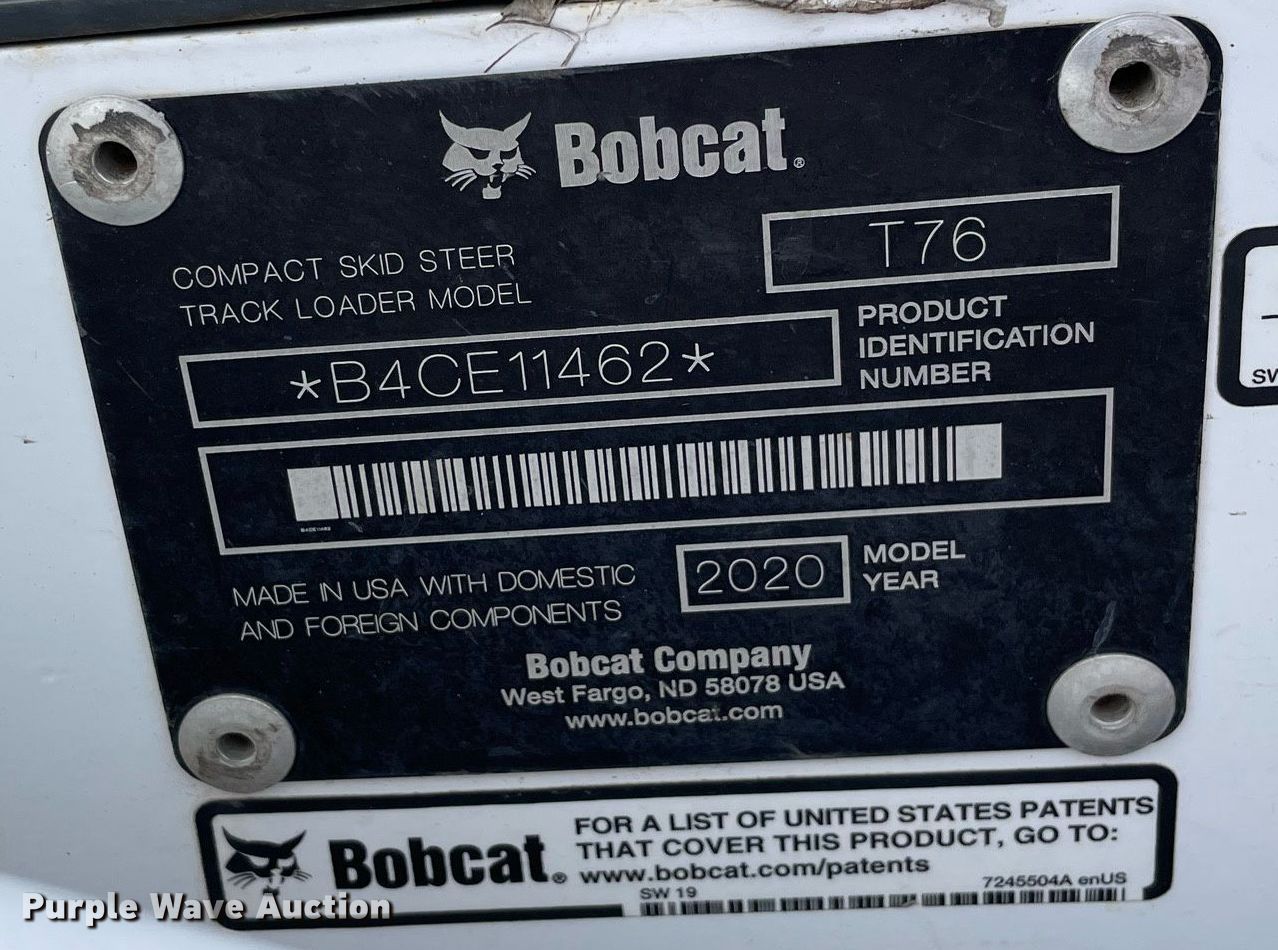 Bobcat®
T76
COMPACT SKID STEER
TRACK LOADER MODEL
PRODUCT
IDENTIFICATION
NUMBER
*B4CE11462*
B4CE11462
MADE IN USA WITH DOMESTIC
AND FOREIGN COMPONENTS
2020
MODEL
YEAR
Bobcat Company
West Fargo, ND 58078 USA
www.bobcat.com
Bobcat®
FOR A LIST OF UNITED STATES PATENTS
THAT COVER THIS PRODUCT, GO TO:
www.bobcat.com/patents
SW 19
7245504A enUS
SW
Purple Wave Auction